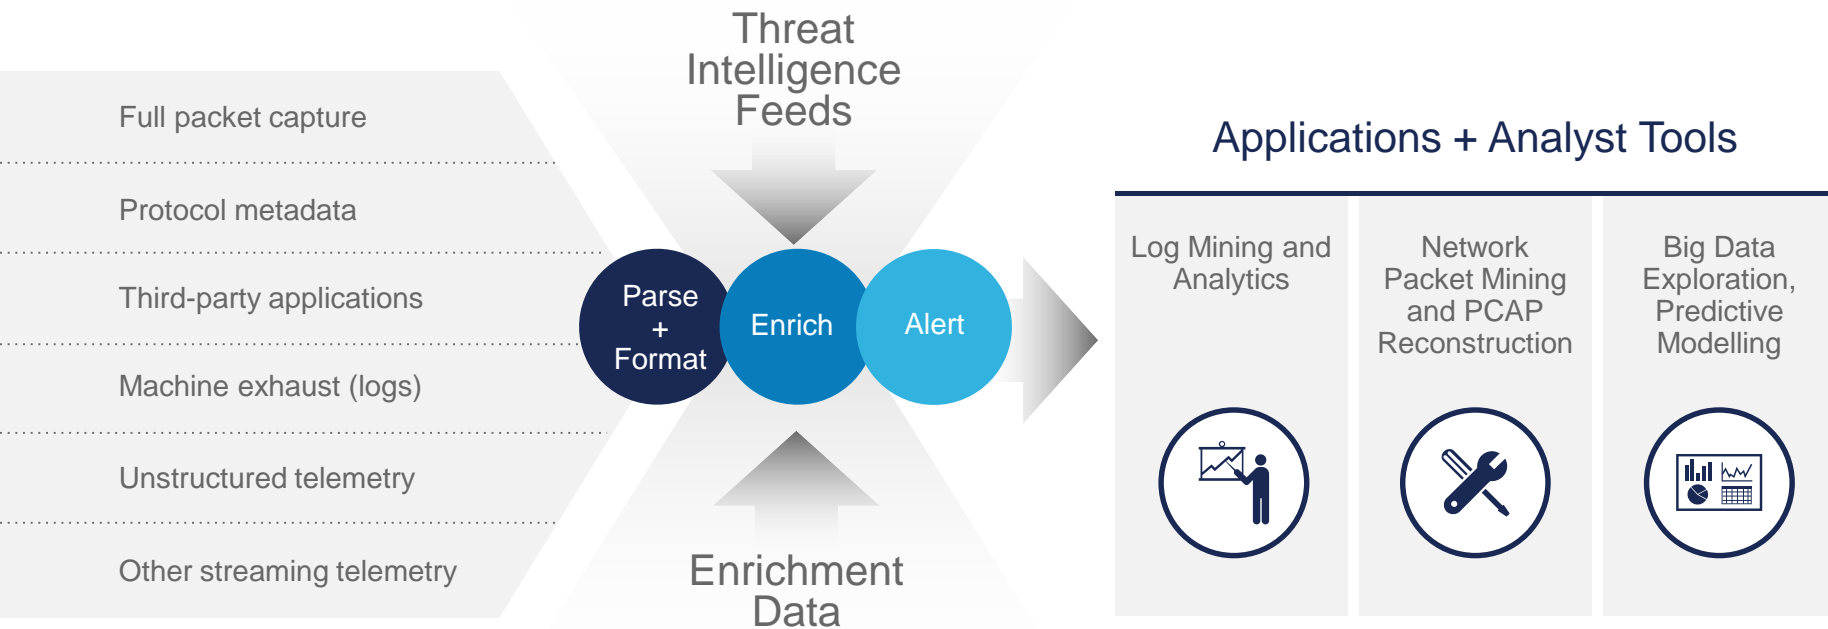 Threat
Intelligence
Feeds
Full packet capture
Protocol metadata
Third-party applications
Machine exhaust (logs)
Unstructured telemetry
Other streaming telemetry
Parse
+
Format
Enrich
Alert
Enrichment
Data
Applications + Analyst Tools
Log Mining and
Analytics
Network
Packet Mining
and PCAP
Reconstruction
Big Data
Exploration,
Predictive
Modelling